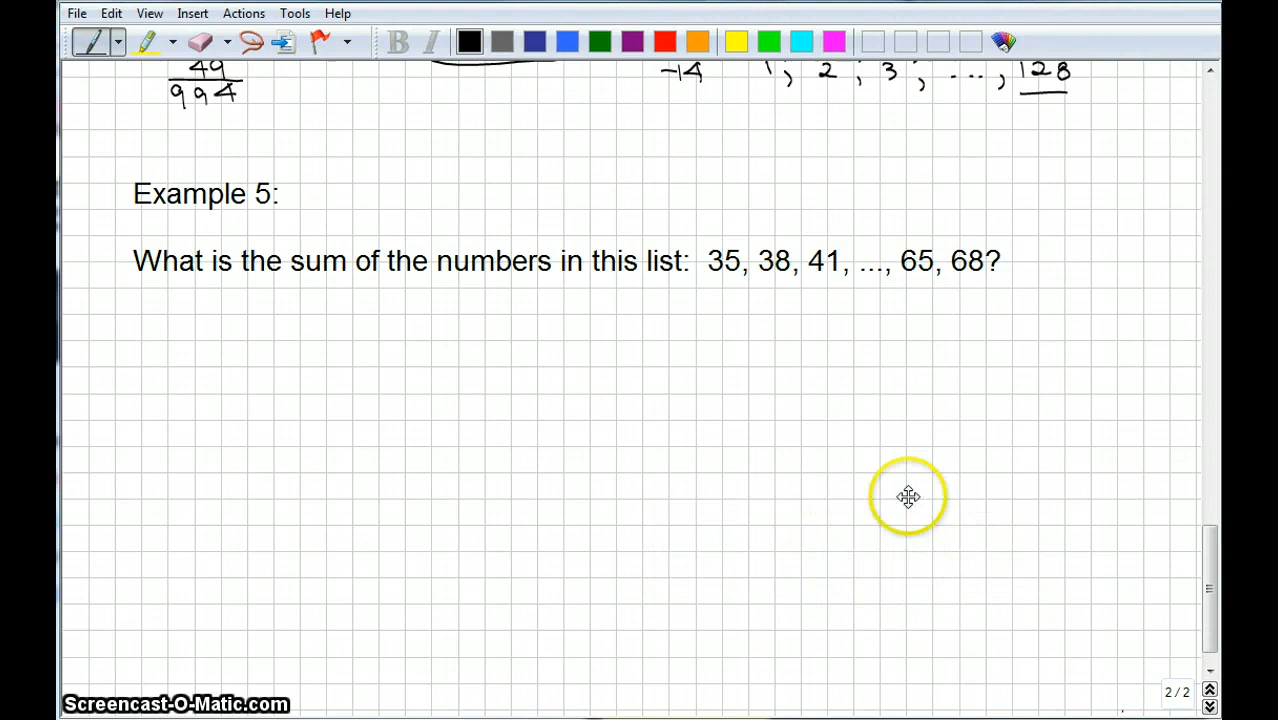 File Edit View Insert Actions Tools Help
B I
49
994
-14 1, 2, 3, ..., 128
Example 5:
What is the sum of the numbers in this list: 35, 38, 41, ..., 65, 68?
2/2
Screencast-O-Matic.com